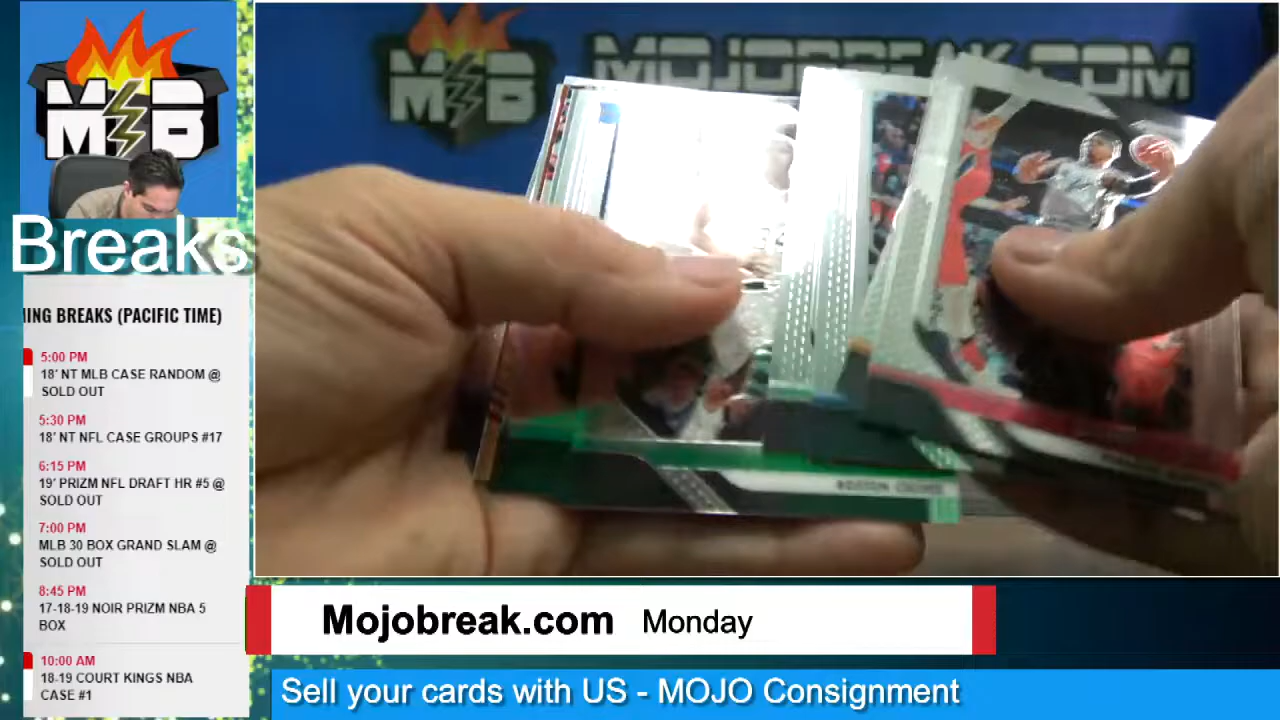 M B
MOJOBREAK.COM
M B
Breaks
ING BREAKS (PACIFIC TIME)
5:00 PM
18' NT MLB CASE RANDOM @
SOLD OUT
5:30 PM
18' NT NFL CASE GROUPS #17
6:15 PM
19' PRIZM NFL DRAFT HR #5 @
SOLD OUT
7:00 PM
MLB 30 BOX GRAND SLAM @
SOLD OUT
8:45 PM
17-18-19 NOIR PRIZM NBA 5
BOX
10:00 AM
18-19 COURT KINGS NBA
CASE #1
BOSTON CELTICS
Mojobreak.com Monday
Sell your cards with US - MOJO Consignment